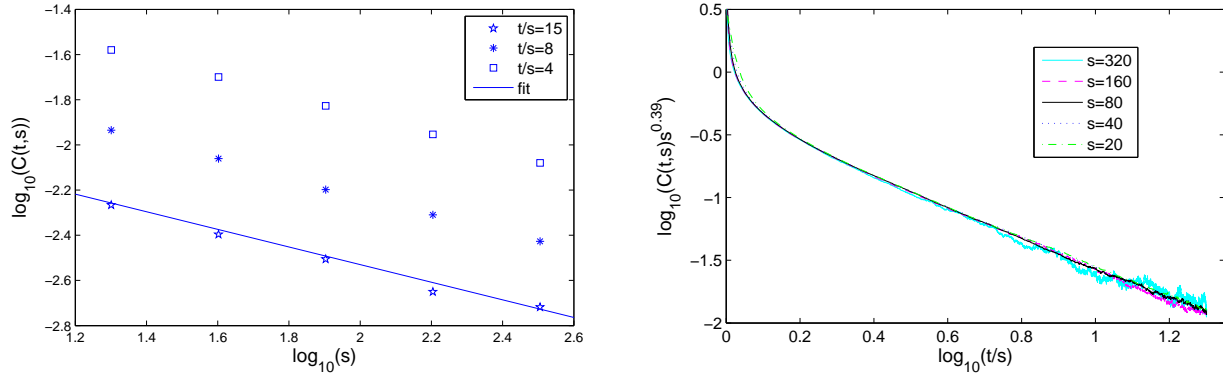 −1.4
−1.6
−1.8
−2
−2.2
−2.4
−2.6
−2.8
1.2 1.4 1.6 1.8 2 2.2 2.4 2.6
log10(s)
log10(C(t,s))
t/s=15
t/s=8
t/s=4
fit
0.5
0
−0.5
−1
−1.5
−2
0 0.2 0.4 0.6 0.8 1 1.2
log10(t/s)
log10(C(t,s)s^0.39)
s=320
s=160
s=80
s=40
s=20